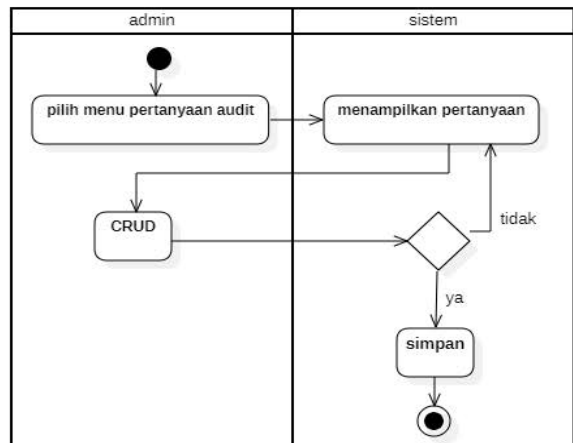 admin
sistem
pilih menu pertanyaan audit
menampilkan pertanyaan
CRUD
tidak
ya
simpan